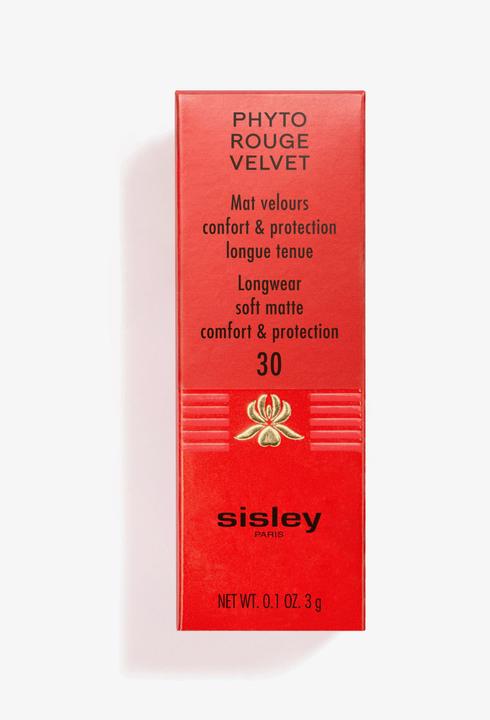 PHYTO
ROUGE
VELVET
Mat velours
confort & protection
longue tenue
Longwear
soft matte
comfort & protection
30
sisley
PARIS
NET WT. 0.1 OZ. 3 g